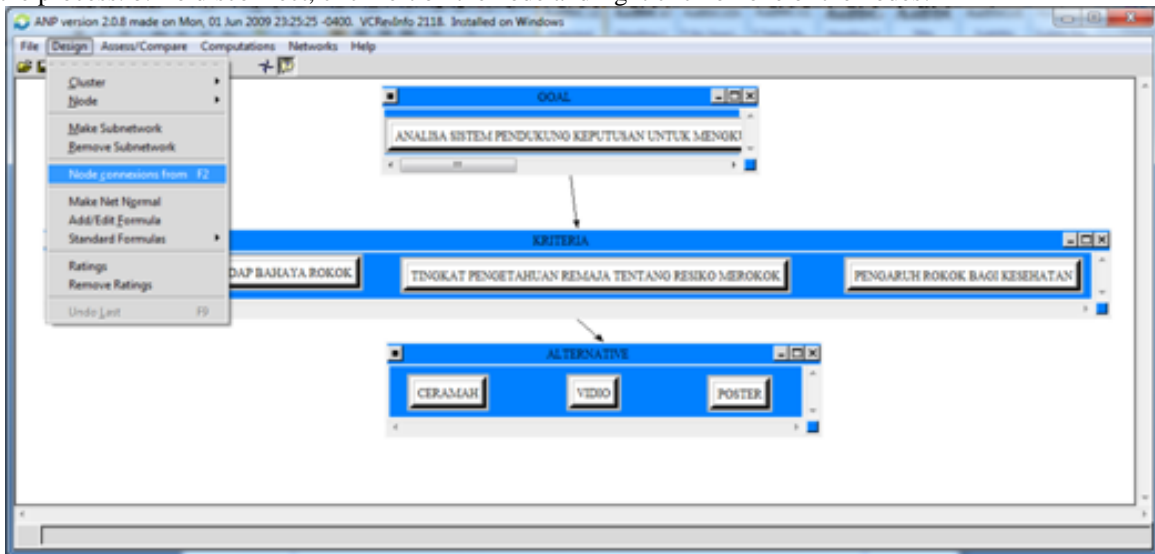 ANP version 2.0.8 made on Mon, 01 Jun 2009 23:25:25 -0400. VCRevInfo 2118. Installed on Windows
File Design Assess/Compare Computations Networks Help
Cluster
Node
Make Subnetwork
Remove Subnetwork
Node connexions from F2
Make Net Normal
Add/Edit Formula
Standard Formulas
Ratings
Remove Ratings
Undo Last F9
GOAL
ANALISA SISTEM PENDUKUNG KEPUTUSAN UNTUK MENGKU
KRITERIA
DAP BAHAYA ROKOK
TINGKAT PENGETAHUAN REMAJA TENTANG RESIKO MEROKOK
PENGARUH ROKOK BAGI KESEHATAN
ALTERNATIVE
CERAMAH
VIDIO
POSTER